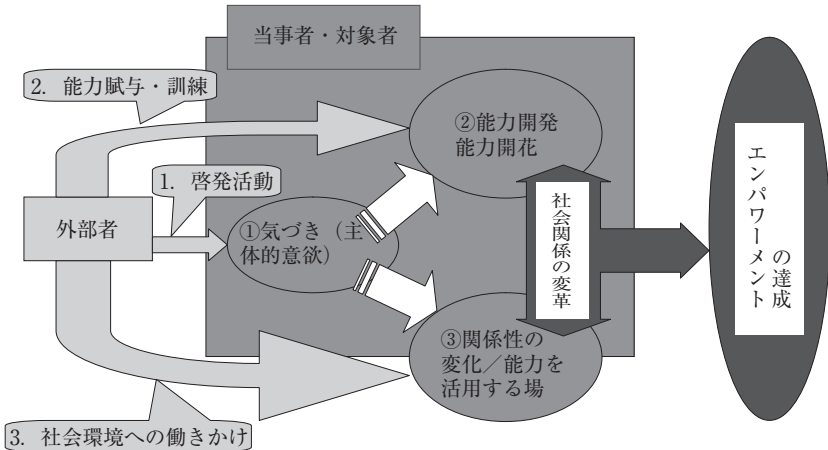 当事者・対象者
2. 能力賦与・訓練
②能力開発
能力開花
1. 啓発活動
外部者
①気づき（主
体的意欲）
社会関係の変革
エンパワーメント
の達成
③関係性の
変化／能力を
活用する場
3. 社会環境への働きかけ